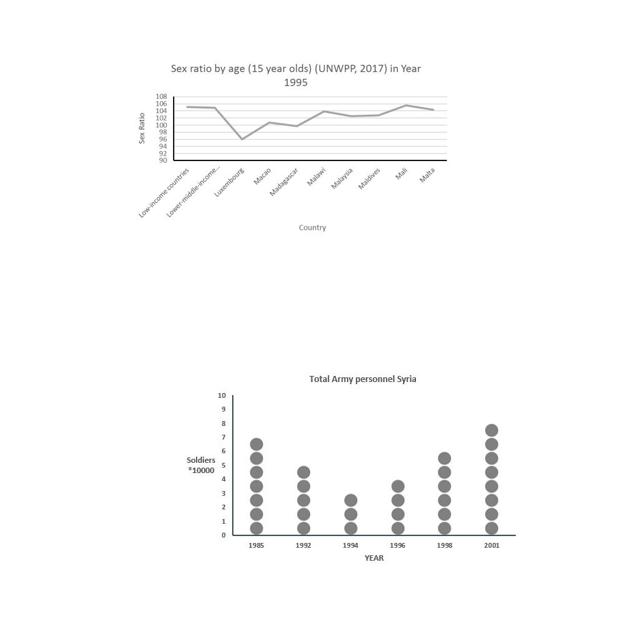 Sex ratio by age (15 year olds) (UNWPP, 2017) in Year
1995
108
106
104
102
100
98
96
94
92
90
Sex Ratio
Low-income countries
Lower-middle-income...
Luxembourg
Macao
Madagascar
Malawi
Malaysia
Maldives
Mali
Malta
Country
Total Army personnel Syria
10
9
8
7
6
5
4
3
2
1
0
Soldiers
*10000
1985 1992 1994 1996 1998 2001
YEAR